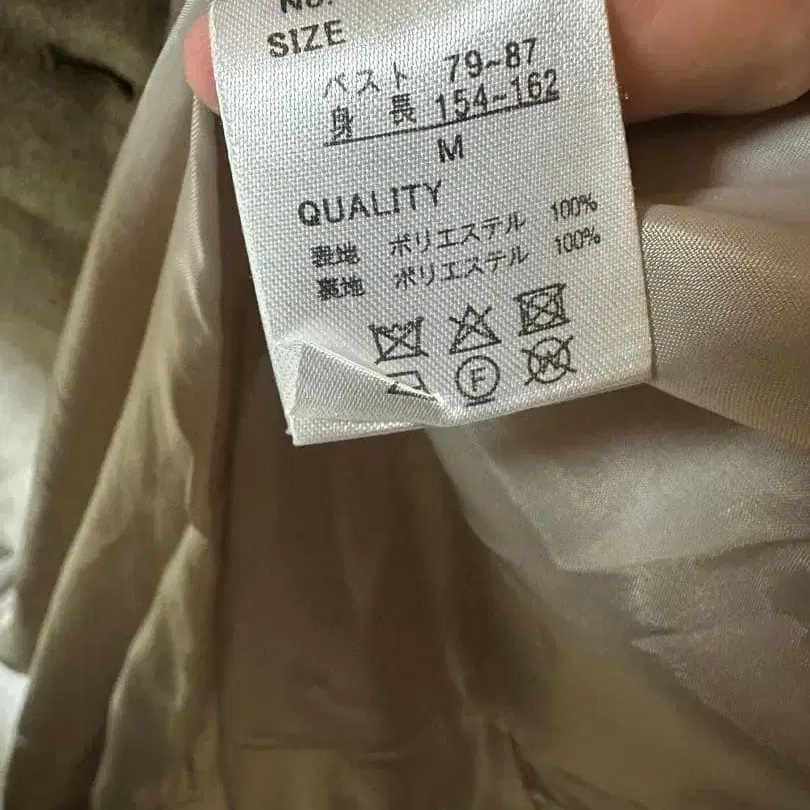 No.
SIZE
バスト 79~87
身長 154-162
M
QUALITY
表地 ポリエステル 100%
裏地 ポリエステル 100%
F
W